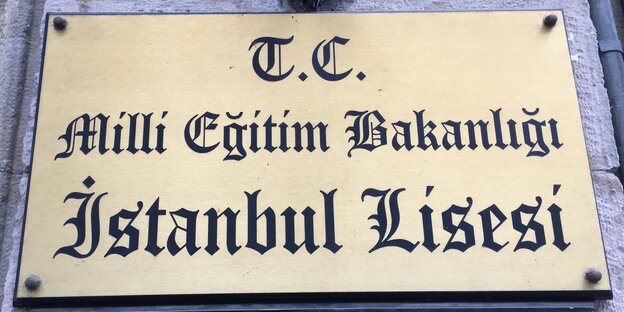 T.C.
Milli Eğitim Bakanlığı
İstanbul Lisesi